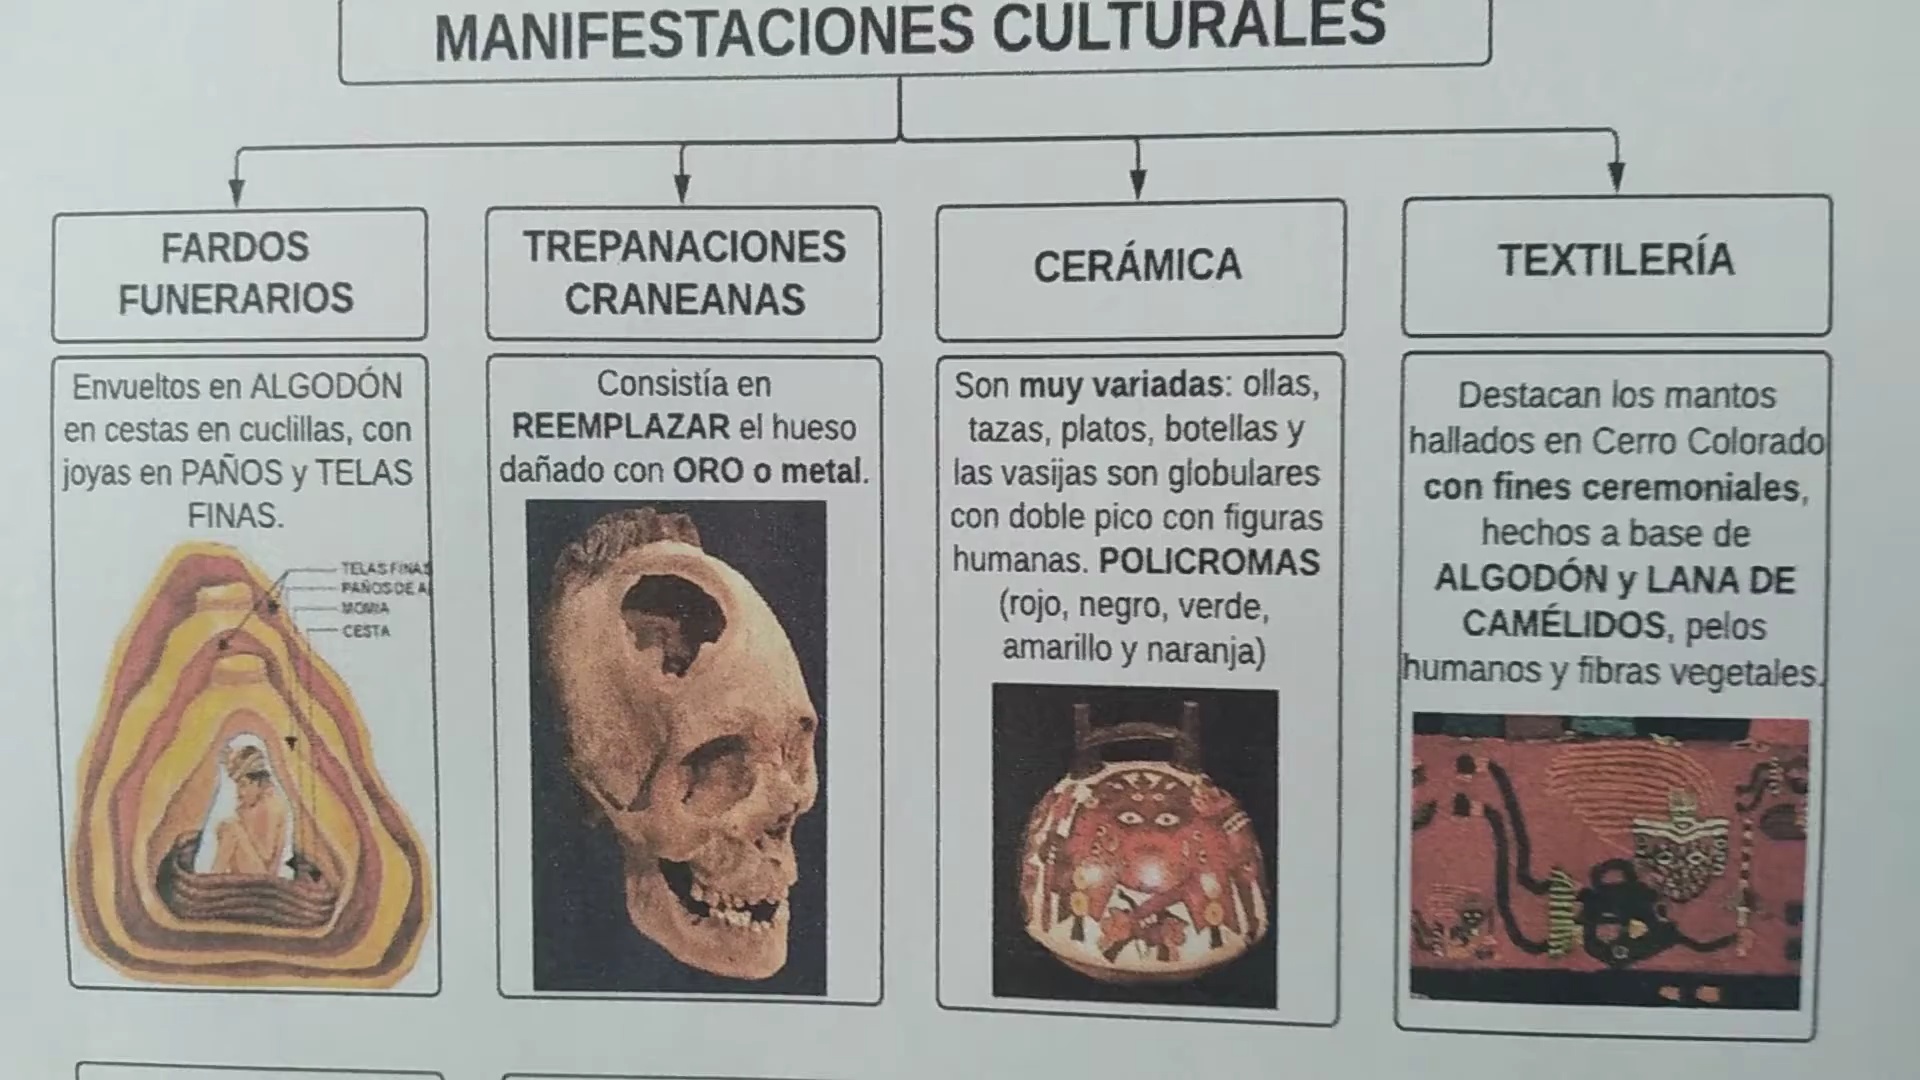 MANIFESTACIONES CULTURALES
FARDOS
FUNERARIOS
Envueltos en ALGODÓN
en cestas en cuclillas, con
joyas en PAÑOS y TELAS
FINAS.
TELAS FINAS
PAÑOS DE A
MOMIA
CESTA
TREPANACIONES
CRANEANAS
Consistía en
REEMPLAZAR el hueso
dañado con ORO o metal.
CERÁMICA
Son muy variadas: ollas,
tazas, platos, botellas y
las vasijas son globulares
con doble pico con figuras
humanas. POLICROMAS
(rojo, negro, verde,
amarillo y naranja)
TEXTILERÍA
Destacan los mantos
hallados en Cerro Colorado
con fines ceremoniales,
hechos a base de
ALGODÓN y LANA DE
CAMÉLIDOS, pelos
humanos y fibras vegetales.